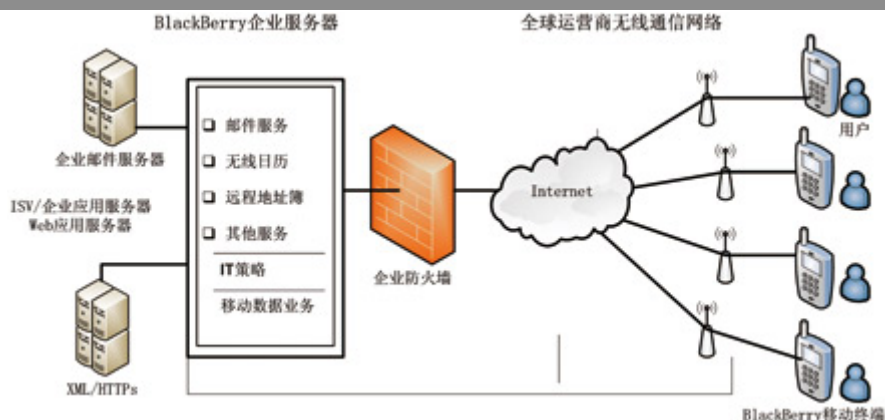 BlackBerry企业服务器
全球运营商无线通信网络
企业邮件服务器
ISV/企业应用服务器
Web应用服务器
XML/HTTPs
邮件服务
无线日历
远程地址簿
其他服务
IT策略
移动数据业务
企业防火墙
Internet
用户
BlackBerry移动终端